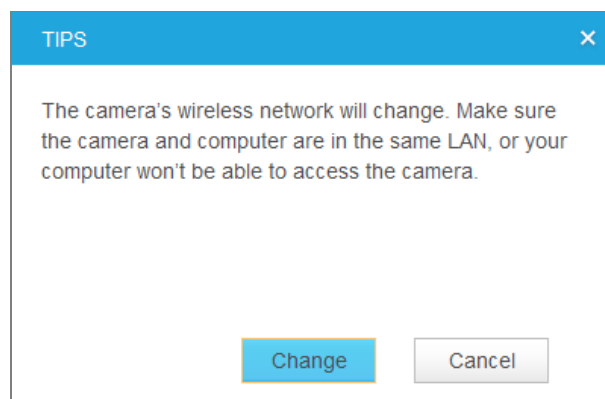 TIPS
The camera's wireless network will change. Make sure
the camera and computer are in the same LAN, or your
computer won't be able to access the camera.
Change
Cancel